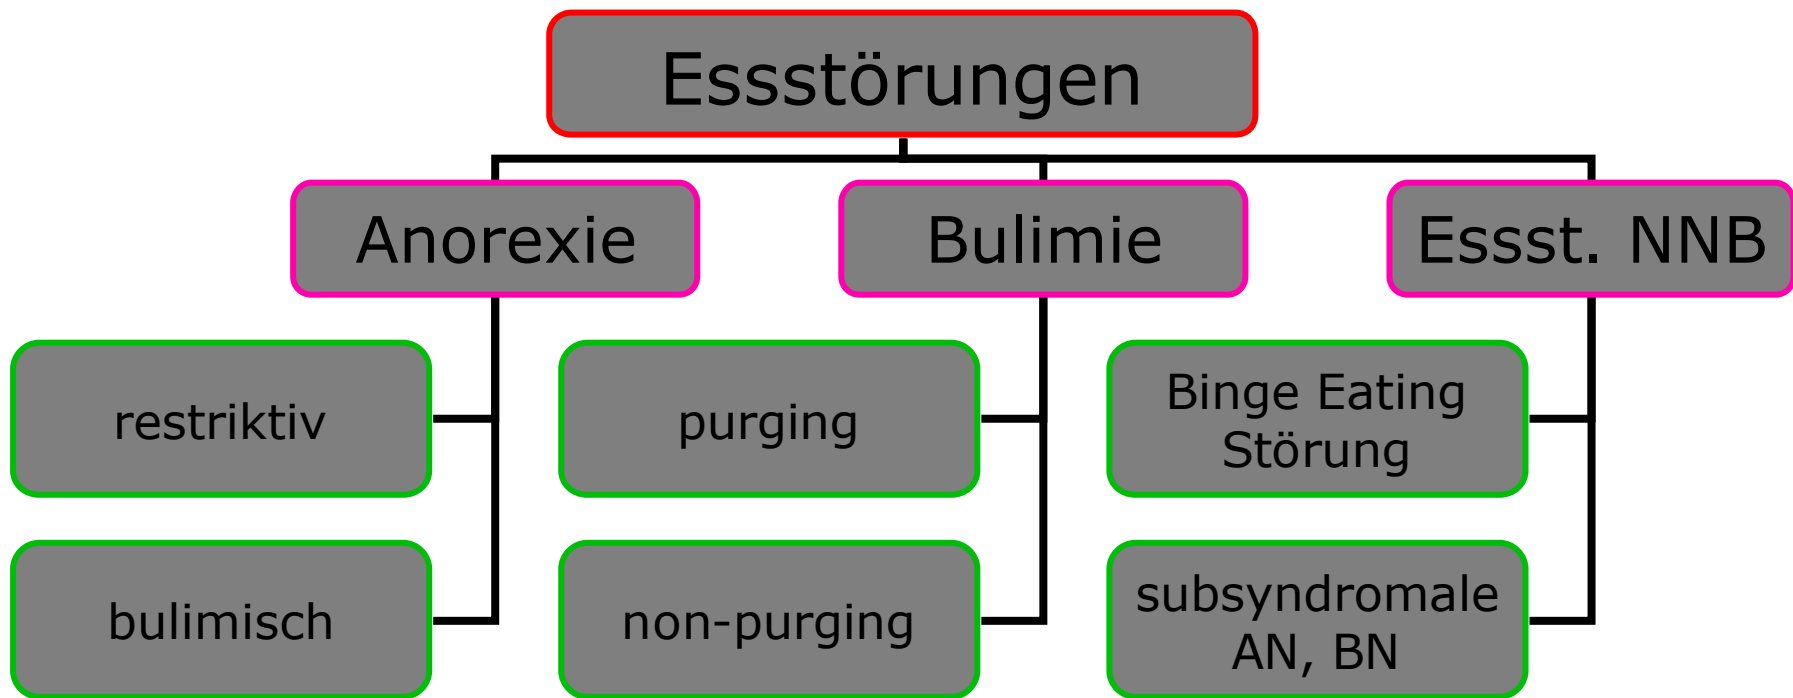 Essstörungen
Anorexie
Bulimie
Essst. NNB
restriktiv
purging
Binge Eating
Störung
bulimisch
non-purging
subsyndromale
AN, BN